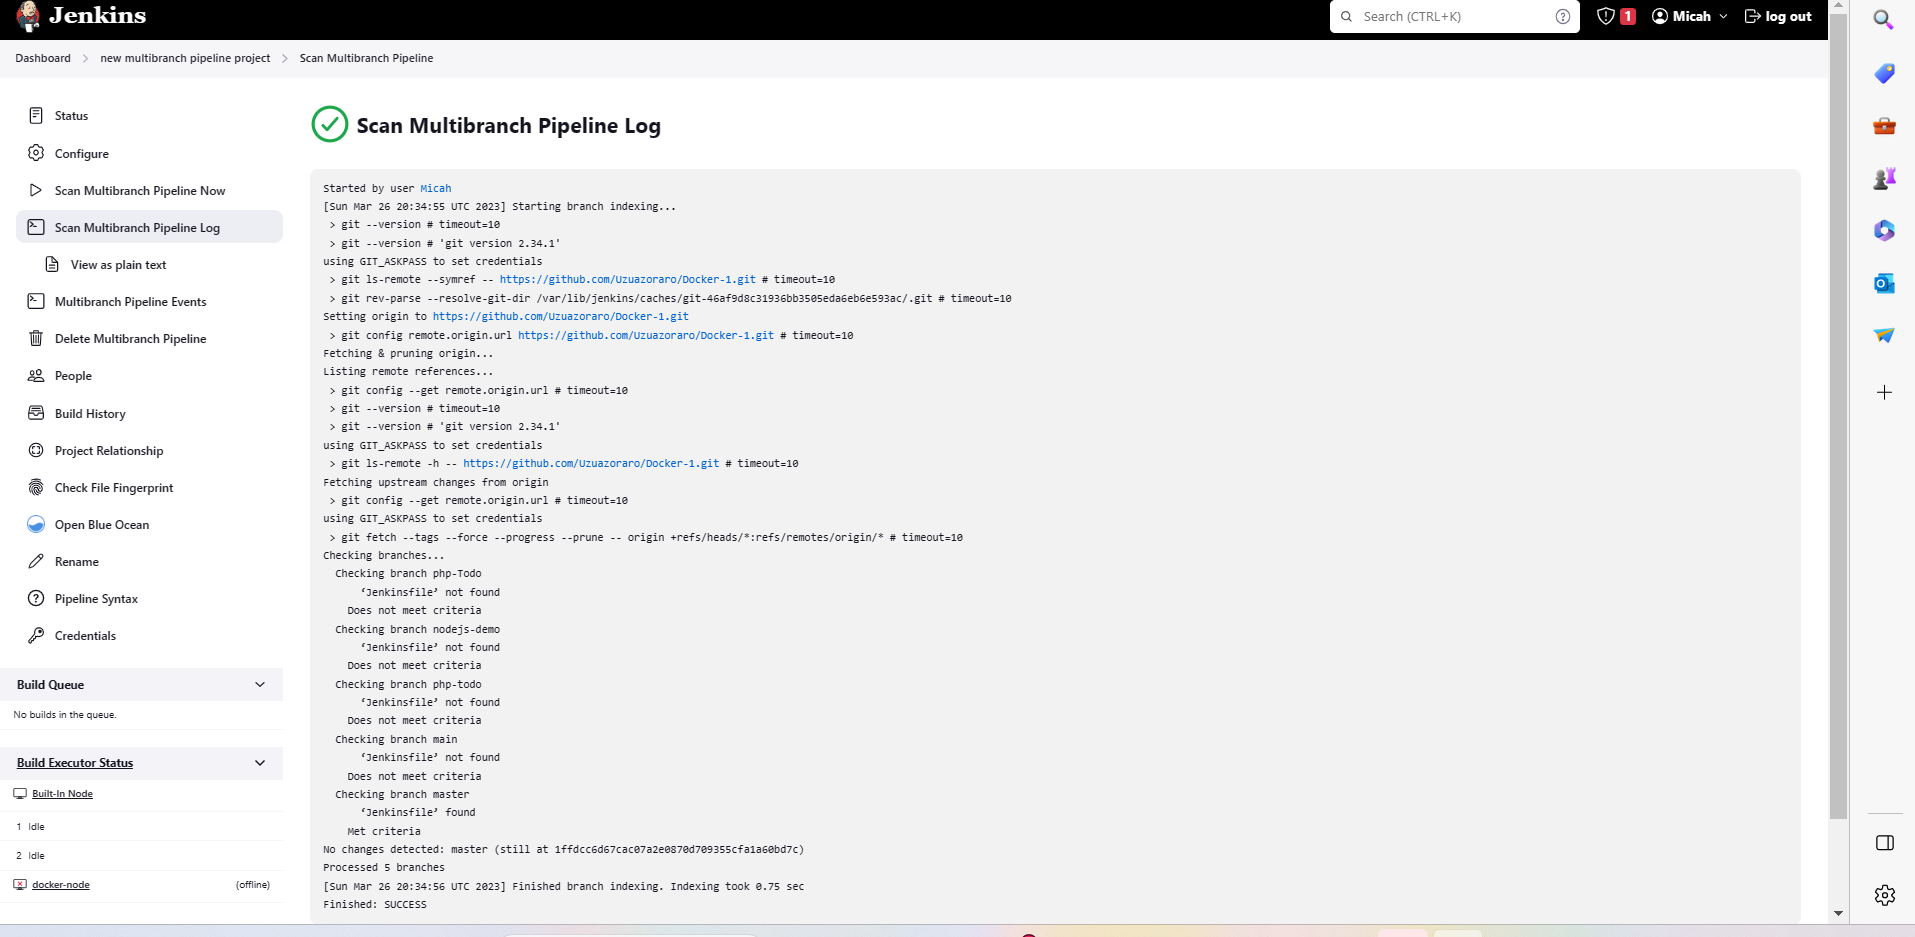 Jenkins
Search (CTRL+K)
1
Micah
log out
Dashboard
new multibranch pipeline project
Scan Multibranch Pipeline
Status
Configure
Scan Multibranch Pipeline Now
Scan Multibranch Pipeline Log
View as plain text
Multibranch Pipeline Events
Delete Multibranch Pipeline
People
Build History
Project Relationship
Check File Fingerprint
Open Blue Ocean
Rename
Pipeline Syntax
Credentials
Build Queue
No builds in the queue.
Build Executor Status
Built-In Node
1 Idle
2 Idle
docker-node (offline)
Scan Multibranch Pipeline Log
Started by user Micah
[Sun Mar 26 20:34:55 UTC 2023] Starting branch indexing...
> git --version # timeout=10
> git --version # 'git version 2.34.1'
using GIT_ASKPASS to set credentials
> git ls-remote --symref -- https://github.com/Uzuazoraro/Docker-1.git # timeout=10
> git rev-parse --resolve-git-dir /var/lib/jenkins/caches/git-46af9d8c31936bb3505eda6eb6e593ac/.git # timeout=10
Setting origin to https://github.com/Uzuazoraro/Docker-1.git
> git config remote.origin.url https://github.com/Uzuazoraro/Docker-1.git # timeout=10
Fetching & pruning origin...
Listing remote references...
> git config --get remote.origin.url # timeout=10
> git --version # timeout=10
> git --version # 'git version 2.34.1'
using GIT_ASKPASS to set credentials
> git ls-remote -h -- https://github.com/Uzuazoraro/Docker-1.git # timeout=10
Fetching upstream changes from origin
> git config --get remote.origin.url # timeout=10
using GIT_ASKPASS to set credentials
> git fetch --tags --force --progress --prune -- origin +refs/heads/*:refs/remotes/origin/* # timeout=10
Checking branches...
Checking branch php-Todo
‘Jenkinsfile’ not found
Does not meet criteria
Checking branch nodejs-demo
‘Jenkinsfile’ not found
Does not meet criteria
Checking branch php-todo
‘Jenkinsfile’ not found
Does not meet criteria
Checking branch main
‘Jenkinsfile’ not found
Does not meet criteria
Checking branch master
‘Jenkinsfile’ found
Met criteria
No changes detected: master (still at 1ffdcc6d67cac07a2e0870d709355cfa1a60bd7c)
Processed 5 branches
[Sun Mar 26 20:34:56 UTC 2023] Finished branch indexing. Indexing took 0.75 sec
Finished: SUCCESS